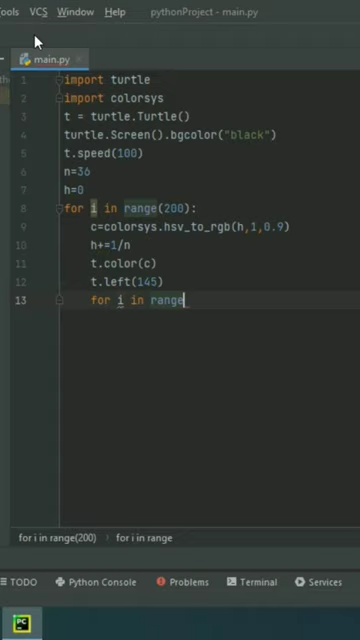 ools VCS Window Help pythonProject - main.py
main.py
1 import turtle
2 import colorsys
3 t = turtle.Turtle()
4 turtle.Screen().bgcolor("black")
5 t.speed(100)
6 n=36
7 h=0
8 for i in range(200):
9 c=colorsys.hsv_to_rgb(h,1,0.9)
10 h+=1/n
11 t.color(c)
12 t.left(145)
13 for i in range
for i in range(200) for i in range
TODO Python Console Problems Terminal Services
PC